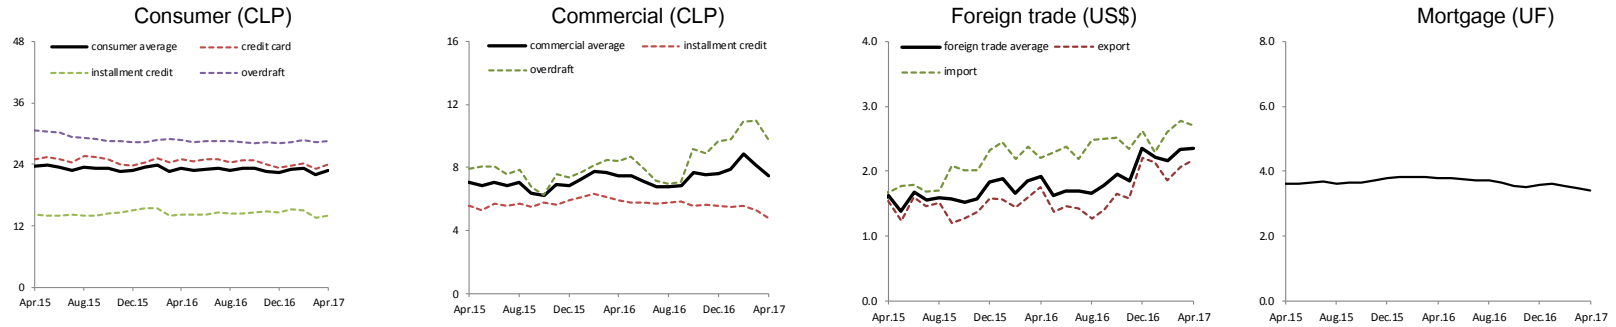 Consumer (CLP)
48
36
24
12
0
consumer average
credit card
installment credit
overdraft
Apr.15
Aug.15
Dec.15
Apr.16
Aug.16
Dec.16
Apr.17
Commercial (CLP)
16
12
8
4
0
commercial average
installment credit
overdraft
Apr.15
Aug.15
Dec.15
Apr.16
Aug.16
Dec.16
Apr.17
Foreign trade (US$)
4.0
3.0
2.0
1.0
0.0
foreign trade average
export
import
Apr.15
Aug.15
Dec.15
Apr.16
Aug.16
Dec.16
Apr.17
Mortgage (UF)
8.0
6.0
4.0
2.0
0.0
Apr.15
Aug.15
Dec.15
Apr.16
Aug.16
Dec.16
Apr.17